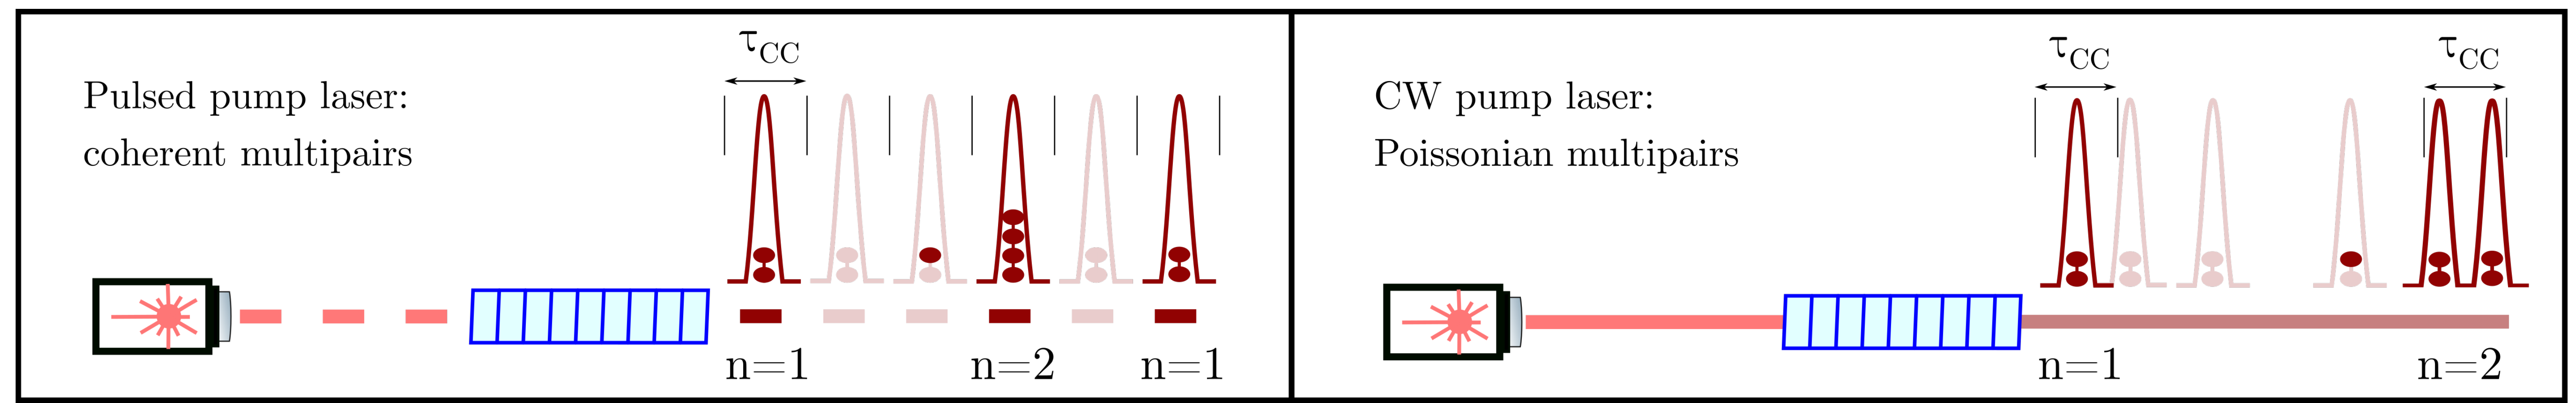 Pulsed pump laser:
coherent multipairs
τCC
n=1
n=2
n=1
CW pump laser:
Poissonian multipairs
τCC
τCC
n=1
n=2